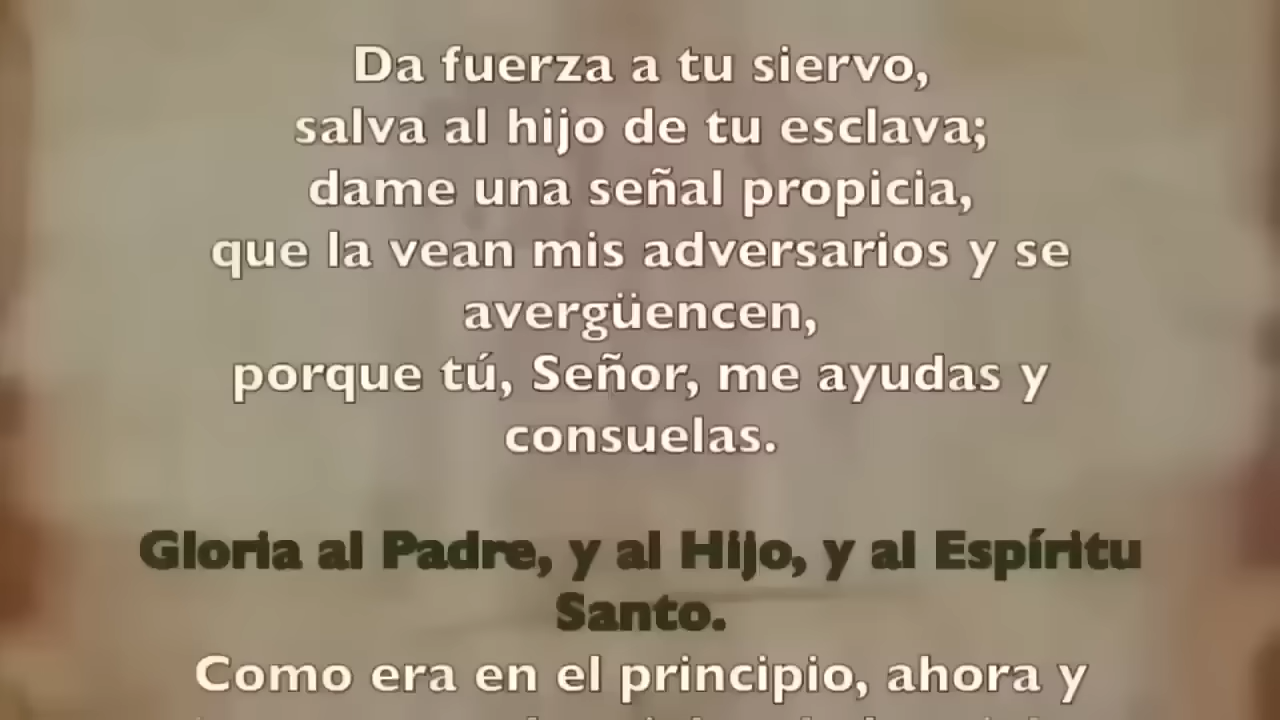 Da fuerza a tu siervo,
salva al hijo de tu esclava;
dame una señal propicia,
que la vean mis adversarios y se
avergüencen,
porque tú, Señor, me ayudas y
consuelas.
Gloria al Padre, y al Hijo, y al Espíritu
Santo.
Como era en el principio, ahora y